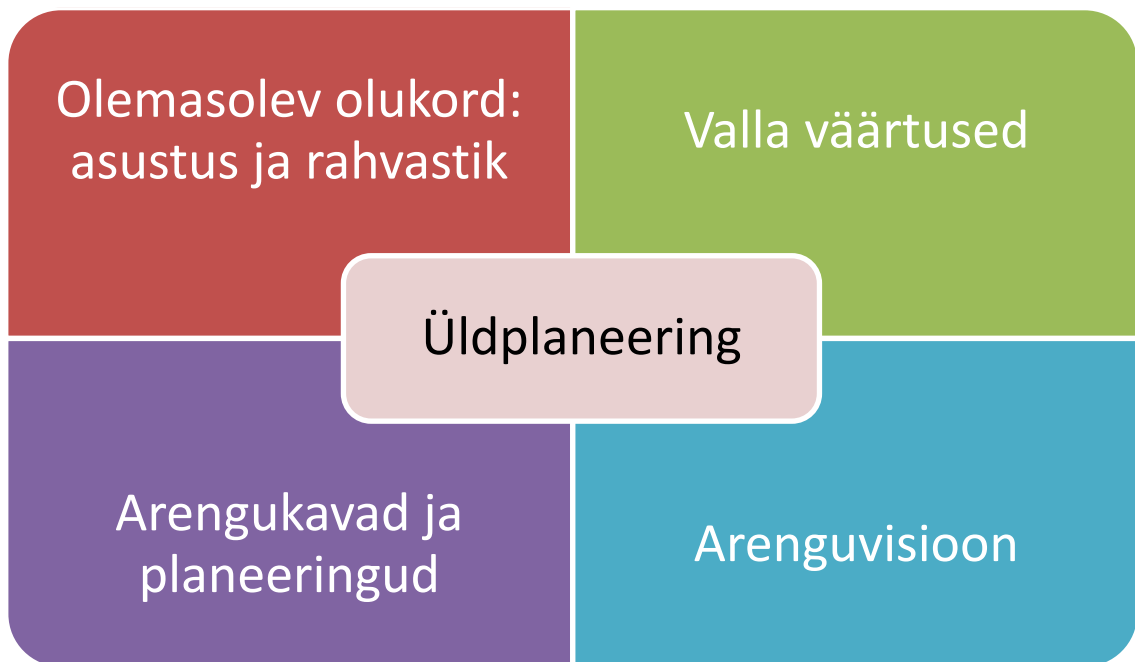 Olemasolev olukord:
asustus ja rahvastik
Valla väärtused
Üldplaneering
Arengukavad ja
planeeringud
Arenguvisioon